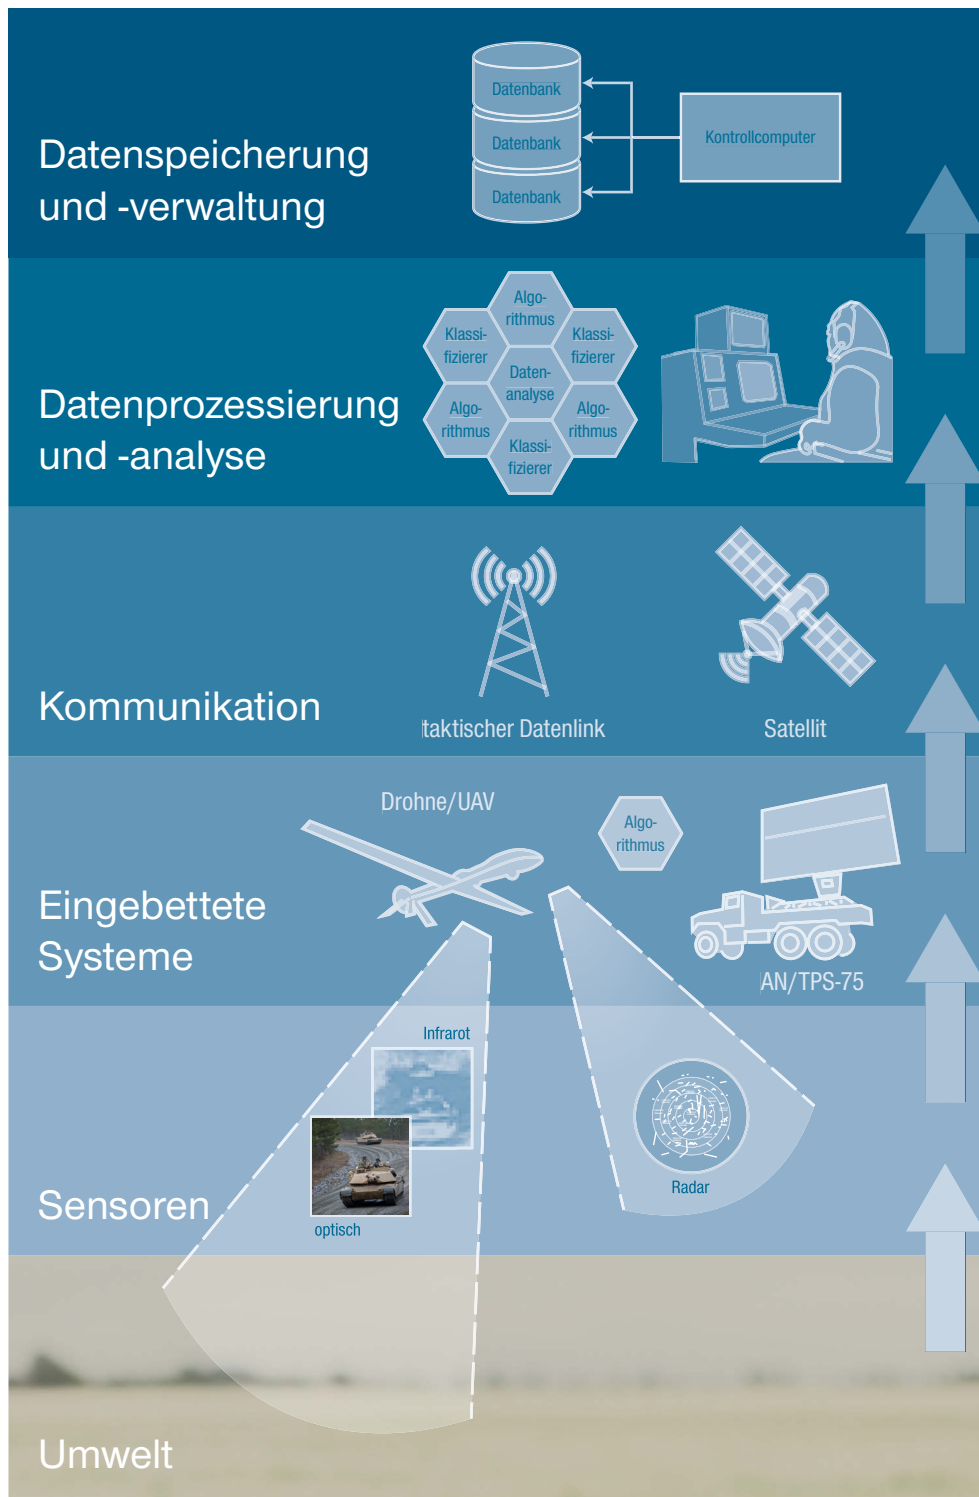 Datenbank
Datenbank
Datenbank
Kontrollcomputer
Datenspeicherung
und -verwaltung
Algo-
rithmus
Klassi-
fizierer
Klassi-
fizierer
Daten-
analyse
Algo-
rithmus
Algo-
rithmus
Klassi-
fizierer
Datenprozessierung
und -analyse
Kommunikation
taktischer Datenlink
Satellit
Drohne/UAV
Algo-
rithmus
Eingebettete
Systeme
AN/TPS-75
Infrarot
optisch
Radar
Sensoren
Umwelt